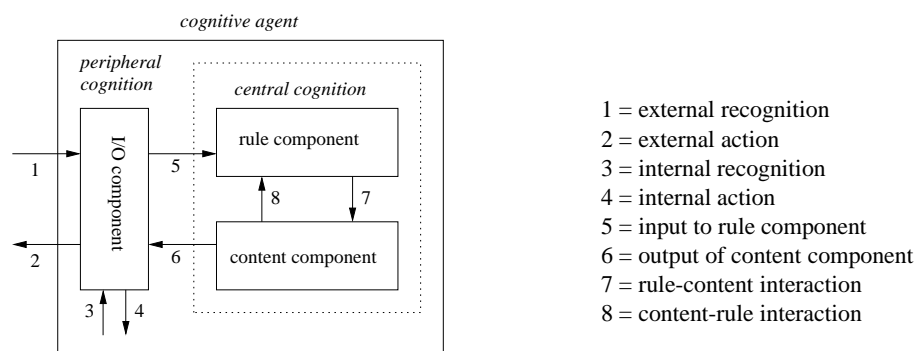 cognitive agent
peripheral
cognition
central cognition
I/O component
rule component
content component
1
2
3
4
5
6
7
8
1 = external recognition
2 = external action
3 = internal recognition
4 = internal action
5 = input to rule component
6 = output of content component
7 = rule-content interaction
8 = content-rule interaction